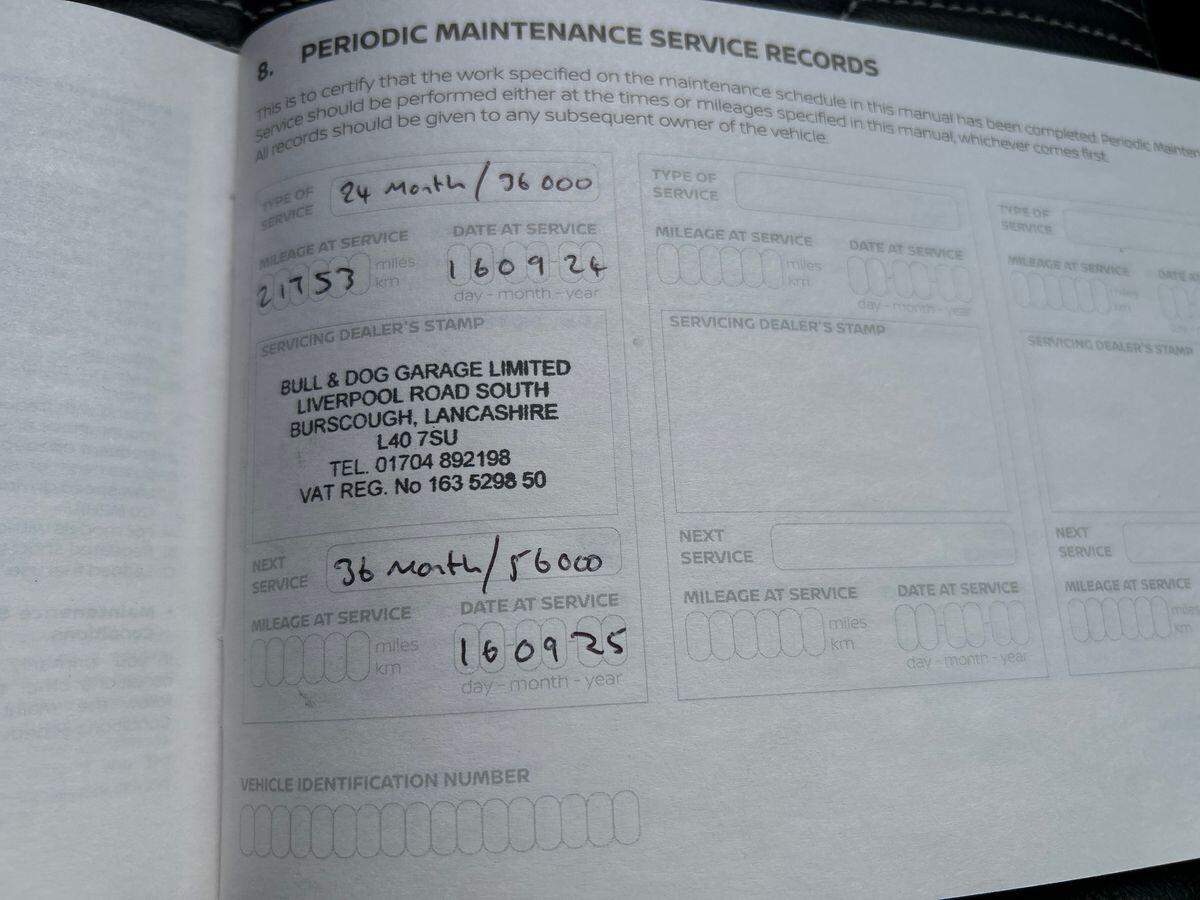 8. PERIODIC MAINTENANCE SERVICE RECORDS
This is to certify that the work specified on the maintenance schedule in this manual has been completed. Periodic
Service should be performed either at the times or mileages specified in this manual, whichever comes first.
All records should be given to any subsequent owner of the vehicle.
TYPE OF
SERVICE
24 Month / 36 000
MILEAGE AT SERVICE
21753
miles
km
DATE AT SERVICE
16 09 24
day - month - year
SERVICING DEALER'S STAMP
BULL & DOG GARAGE LIMITED
LIVERPOOL ROAD SOUTH
BURSCOUGH, LANCASHIRE
L40 7SU
TEL. 01704 892198
VAT REG. No 163 5298 50
NEXT
SERVICE
36 Month / 56000
MILEAGE AT SERVICE
miles
km
DATE AT SERVICE
16 09 25
day - month - year
TYPE OF
SERVICE
MILEAGE AT SERVICE
miles
km
DATE AT SERVICE
day - month - year
SERVICING DEALER'S STAMP
NEXT
SERVICE
MILEAGE AT SERVICE
miles
km
DATE AT SERVICE
day - month - year
TYPE OF
SERVICE
MILEAGE AT SERVICE
miles
km
DATE
SERVICING DEALER'S STAMP
NEXT
SERVICE
MILEAGE AT SERVICE
miles
km
VEHICLE IDENTIFICATION NUMBER